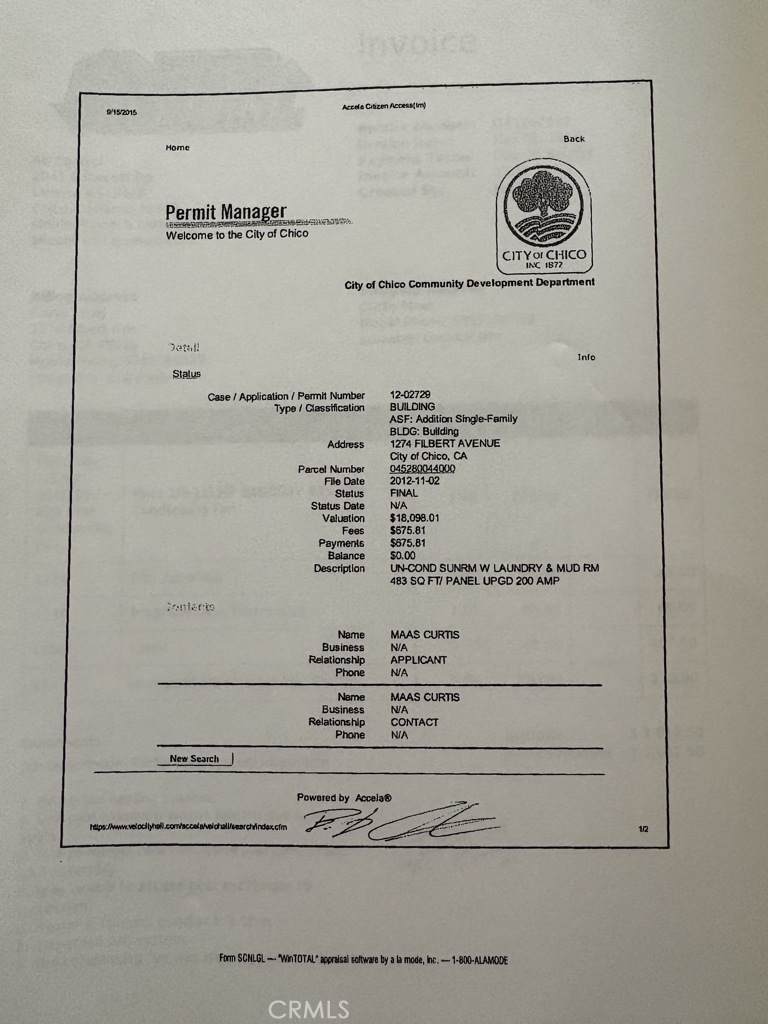 Invoice
9/15/2015
Accela Citizen Access(tm)
Home
Back
Permit Manager
Welcome to the City of Chico
CITY OF CHICO
INC 1872
City of Chico Community Development Department
Detail
Info
Status
Case / Application / Permit Number 12-02729
Type / Classification BUILDING
ASF: Addition Single-Family
BLDG: Building
Address 1274 FILBERT AVENUE
City of Chico, CA
Parcel Number 045280044000
File Date 2012-11-02
Status FINAL
Status Date N/A
Valuation $18,098.01
Fees $675.81
Payments $675.81
Balance $0.00
Description UN-COND SUNRM W LAUNDRY & MUD RM
483 SQ FT/ PANEL UPGD 200 AMP
Contacts
Name MAAS CURTIS
Business N/A
Relationship APPLICANT
Phone N/A
Name MAAS CURTIS
Business N/A
Relationship CONTACT
Phone N/A
New Search
Powered by Accela®
https://www.velocityhall.com/accela/velohall/search/index.cfm
1/2
Form SCNLGL — "WinTOTAL" appraisal software by a la mode, inc. — 1-800-ALAMODE
CRMLS